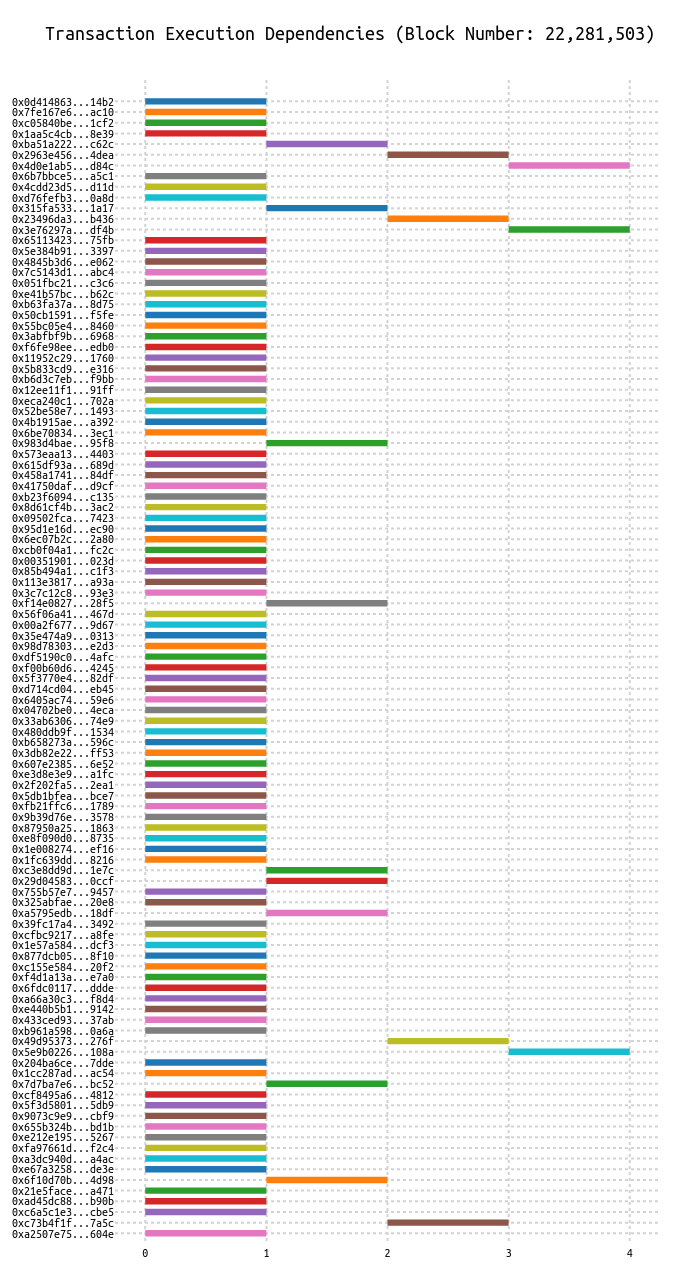 Transaction Execution Dependencies (Block Number: 22,281,503)
0x0d414863...14b2
0x7fe167e6...ac10
0xc05840be...1cf2
0x1aa5c4cb...8e39
0xba51a222...c62c
0x2963e456...4dea
0x4d0e1ab5...d84c
0x6b7bbce5...a5c1
0x4cdd23d5...d11d
0xd76fefb3...0a8d
0x315fa533...1a17
0x23496da3...b436
0x3e76297a...df4b
0x65113423...75fb
0x5e384b91...3397
0x4845b3d6...e062
0x7c5143d1...abc4
0x051fbc21...c3c6
0xe41b57bc...b62c
0xb63fa37a...8d75
0x50cb1591...f5fe
0x55bc05e4...8460
0x3abfbf9b...6968
0xf6fe98ee...edb0
0x11952c29...1760
0x5b833cd9...e316
0xb6d3c7eb...f9bb
0x12ee11f1...91ff
0xeca240c1...702a
0x52be58e7...1493
0x4b1915ae...a392
0x6be70834...3ec1
0x983d4bae...95f8
0x573eaa13...4403
0x615df93a...689d
0x458a1741...84df
0x41750daf...d9cf
0xb23f6094...c135
0x8d61cf4b...3ac2
0x09502fca...7423
0x95d1e16d...ec90
0x6ec07b2c...2a80
0xcb0f04a1...fc2c
0x00351901...023d
0x85b494a1...c1f3
0x113e3817...a93a
0x3c7c12c8...93e3
0xf14e0827...28f5
0x56f06a41...467d
0x00a2f677...9d67
0x35e474a9...0313
0x98d78303...e2d3
0xdf5190c0...4afc
0xf00b60d6...4245
0x5f3770e4...82df
0xd714cd04...eb45
0x6405ac74...59e6
0x04702be0...4eca
0x33ab6306...74e9
0x480ddb9f...1534
0xb658273a...596c
0x3db82e22...ff53
0x607e2385...6e52
0xe3d8e3e9...a1fc
0x2f202fa5...2ea1
0x5db1bfea...bce7
0xfb21ffc6...1789
0x9b39d76e...3578
0x87950a25...1863
0xe8f090d0...8735
0x1e008274...ef16
0x1fc639dd...8216
0xc3e8dd9d...1e7c
0x29d04583...0ccf
0x755b57e7...9457
0x325abfae...20e8
0xa5795edb...18df
0x39fc17a4...3492
0xcfbc9217...a8fe
0x1e57a584...dcf3
0x877dcb05...8f10
0xc155e584...20f2
0xf4d1a13a...e7a0
0x6fdc0117...ddde
0xa66a30c3...f8d4
0xe440b5b1...9142
0x433ced93...37ab
0xb961a598...0a6a
0x49d95373...276f
0x5e9b0226...108a
0x204ba6ce...7dde
0x1cc287ad...ac54
0x7d7ba7e6...bc52
0xcf8495a6...4812
0x5f3d5801...5db9
0x9073c9e9...cbf9
0x655b324b...bd1b
0xe212e195...5267
0xfa97661d...f2c4
0xa3dc940d...a4ac
0xe67a3258...de3e
0x6f10d70b...4d98
0x21e5face...a471
0xad45dc88...b90b
0xc6a5c1e3...cbe5
0xc73b4f1f...7a5c
0xa2507e75...604e
0 1 2 3 4